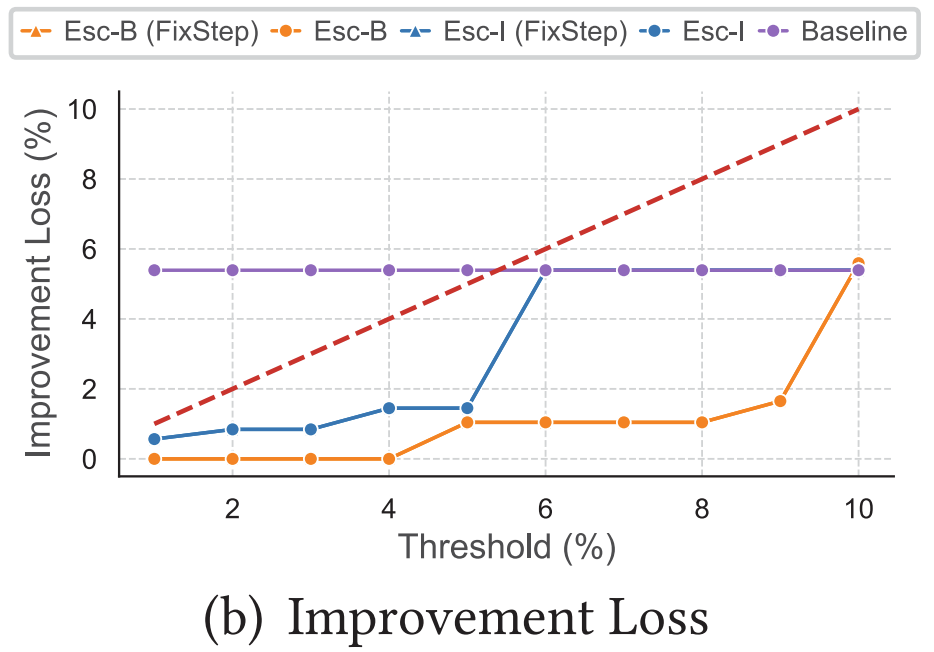 Esc-B (FixStep) Esc-B Esc-I (FixStep) Esc-I Baseline
Improvement Loss (%)
10
8
6
4
2
0
2 4 6 8 10
Threshold (%)
(b) Improvement Loss